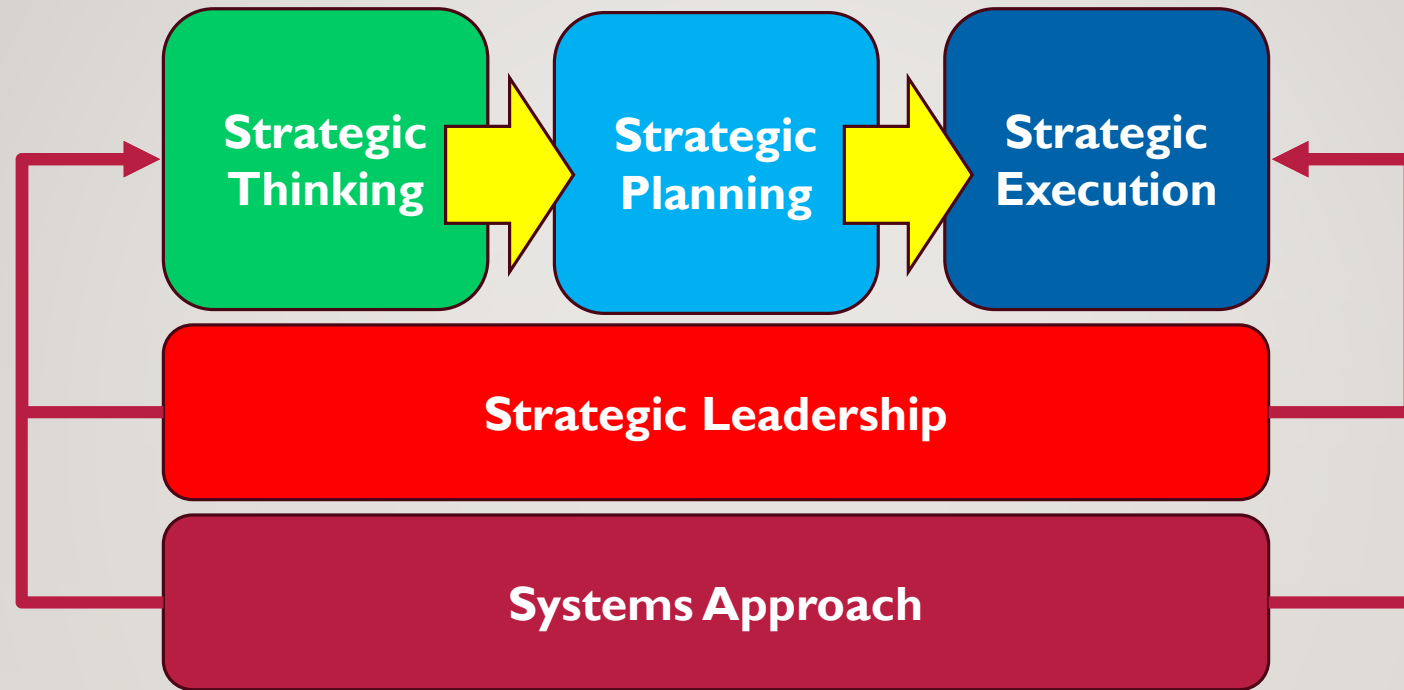 Strategic
Thinking
Strategic
Planning
Strategic
Execution
Strategic Leadership
Systems Approach